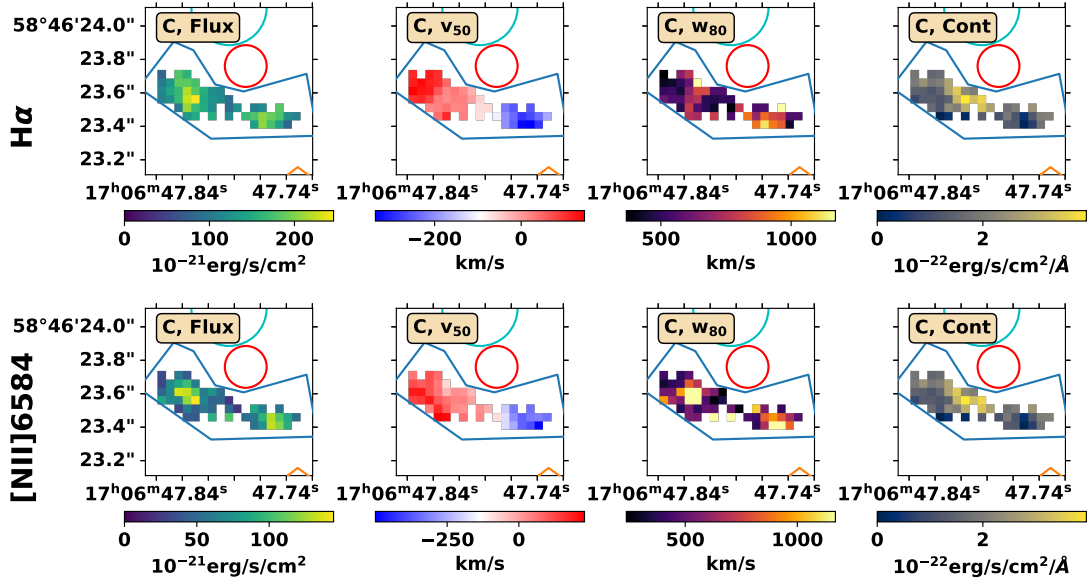 Hα
C, Flux
C, v50
C, w80
C, Cont
58°46'24.0"
23.8"
23.6"
23.4"
23.2"
17ʰ06ᵐ47.84ˢ 47.74ˢ
17ʰ06ᵐ47.84ˢ 47.74ˢ
17ʰ06ᵐ47.84ˢ 47.74ˢ
17ʰ06ᵐ47.84ˢ 47.74ˢ
0 100 200
10⁻²¹erg/s/cm²
−200 0
km/s
500 1000
km/s
0 2
10⁻²²erg/s/cm²/Å
[NII]6584
C, Flux
C, v50
C, w80
C, Cont
58°46'24.0"
23.8"
23.6"
23.4"
23.2"
17ʰ06ᵐ47.84ˢ 47.74ˢ
17ʰ06ᵐ47.84ˢ 47.74ˢ
17ʰ06ᵐ47.84ˢ 47.74ˢ
17ʰ06ᵐ47.84ˢ 47.74ˢ
0 50 100
10⁻²¹erg/s/cm²
−250 0
km/s
500 1000
km/s
0 2
10⁻²²erg/s/cm²/Å